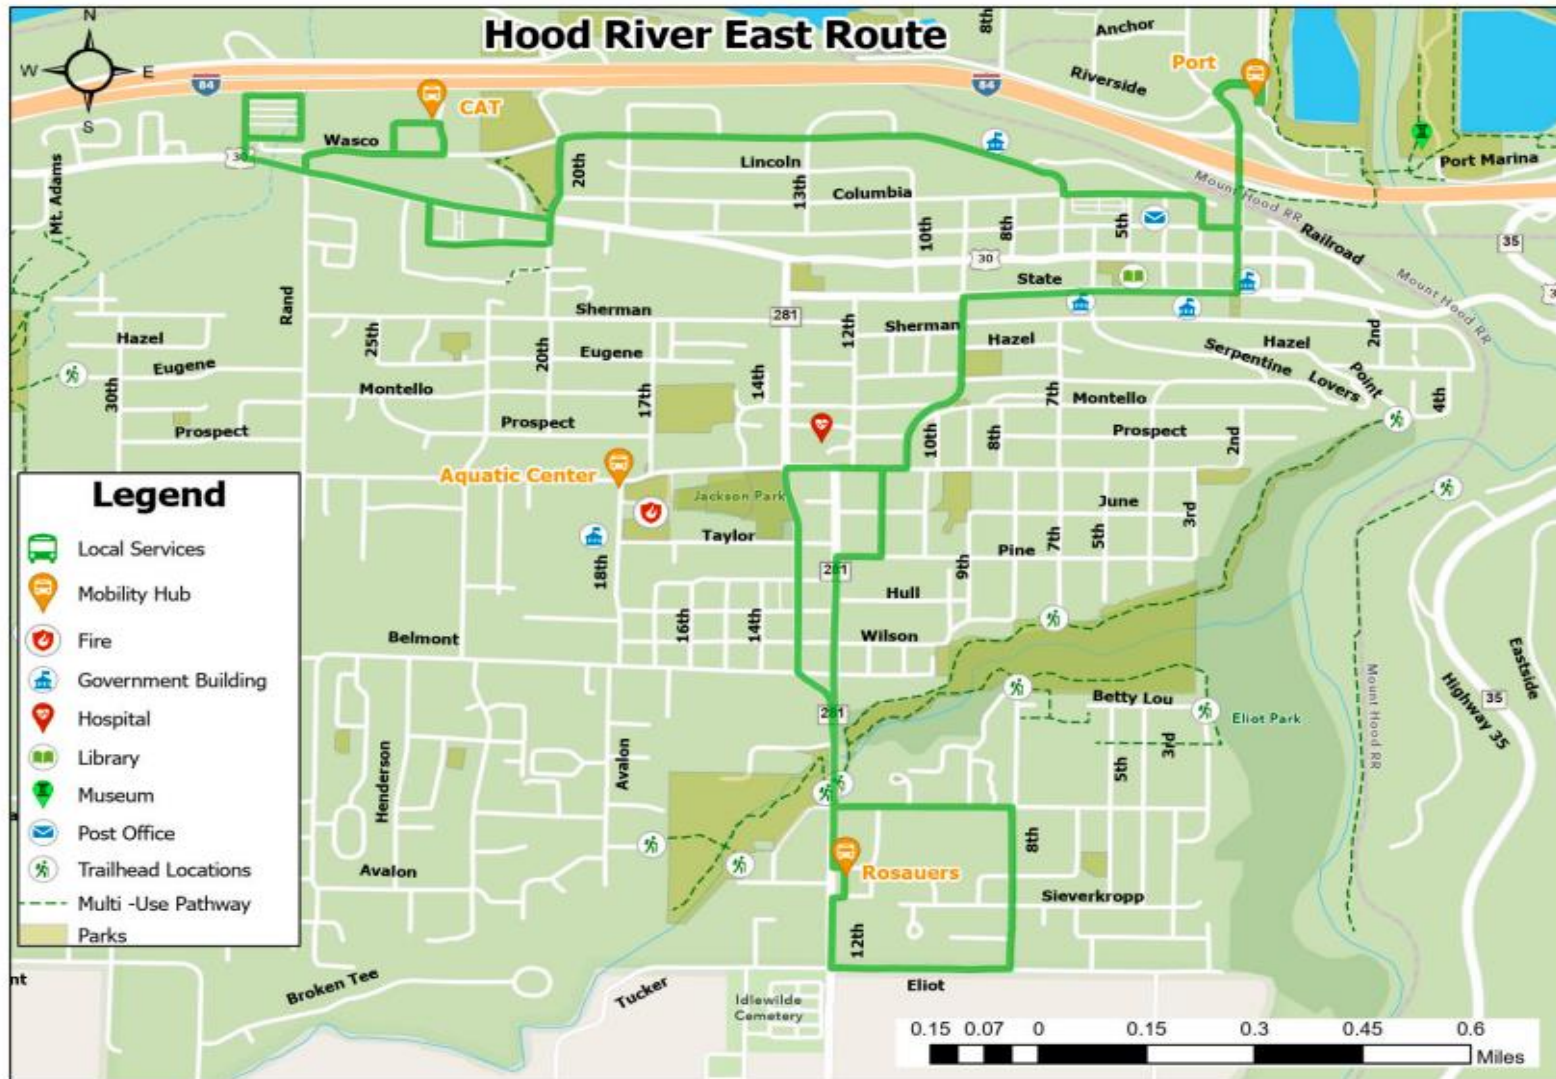 Hood River East Route
N
W
E
S
84
84
8th
Anchor
Riverside
Port
CAT
Wasco
30
Mt. Adams
20th
Lincoln
13th
Columbia
10th
8th
5th
Port Marina
Mount Hood RR
Railroad
35
30
State
Mount Hood RR
Rand
Sherman
281
12th
Sherman
Hazel
Hazel
2nd
Hazel
Eugene
25th
20th
Eugene
Serpentine
Lovers
Point
30th
Montello
17th
14th
7th
Montello
4th
Prospect
Prospect
10th
8th
Prospect
2nd
Aquatic Center
Jackson Park
June
3rd
Taylor
18th
281
9th
Pine
7th
5th
Hull
16th
14th
Wilson
Belmont
Eastside
Highway 35
35
Mount Hood RR
281
Betty Lou
Eliot Park
3rd
5th
Henderson
Avalon
8th
Avalon
Rosauers
Sieverkropp
12th
Eliot
Broken Tee
Tucker
Idlewilde
Cemetery
nt
Legend
Local Services
Mobility Hub
Fire
Government Building
Hospital
Library
Museum
Post Office
Trailhead Locations
Multi -Use Pathway
Parks
0.15 0.07 0 0.15 0.3 0.45 0.6
Miles